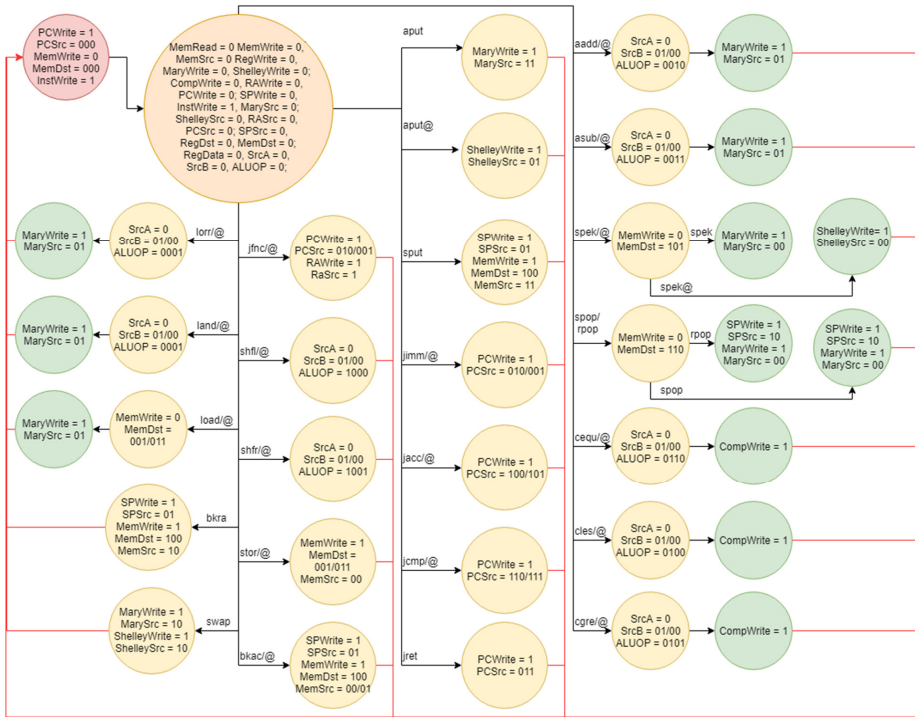 PCWrite = 1
PCSrc = 000
MemWrite = 0
MemDst = 000
InstWrite = 1
MemRead = 0 MemWrite = 0,
MemSrc = 0 RegWrite = 0,
MaryWrite = 0, ShelleyWrite = 0;
CompWrite = 0, RAWrite = 0,
PCWrite = 0; SPWrite = 0,
InstWrite = 1, MarySrc = 0;
ShelleySrc = 0, RASrc = 0,
PCSrc = 0; SPSrc = 0,
RegDst = 0, MemDst = 0;
RegData = 0, SrcA = 0,
SrcB = 0, ALUOP = 0;
lorr/@
SrcA = 0
SrcB = 01/00
ALUOP = 0001
MaryWrite = 1
MarySrc = 01
land/@
SrcA = 0
SrcB = 01/00
ALUOP = 0001
MaryWrite = 1
MarySrc = 01
load/@
MemWrite = 0
MemDst =
001/011
MaryWrite = 1
MarySrc = 01
bkra
SPWrite = 1
SPSrc = 01
MemWrite = 1
MemDst = 100
MemSrc = 10
swap
MaryWrite = 1
MarySrc = 10
ShelleyWrite = 1
ShelleySrc = 10
jfnc/@
PCWrite = 1
PCSrc = 010/001
RAWrite = 1
RaSrc = 1
shfl/@
SrcA = 0
SrcB = 01/00
ALUOP = 1000
shfr/@
SrcA = 0
SrcB = 01/00
ALUOP = 1001
stor/@
MemWrite = 1
MemDst =
001/011
MemSrc = 00
bkac/@
SPWrite = 1
SPSrc = 01
MemWrite = 1
MemDst = 100
MemSrc = 00/01
aput
MaryWrite = 1
MarySrc = 11
aput@
ShelleyWrite = 1
ShelleySrc = 01
sput
SPWrite = 1
SPSrc = 01
MemWrite = 1
MemDst = 100
MemSrc = 11
jimm/@
PCWrite = 1
PCSrc = 010/001
jacc/@
PCWrite = 1
PCSrc = 100/101
jcmp/@
PCWrite = 1
PCSrc = 110/111
jret
PCWrite = 1
PCSrc = 011
aadd/@
SrcA = 0
SrcB = 01/00
ALUOP = 0010
MaryWrite = 1
MarySrc = 01
asub/@
SrcA = 0
SrcB = 01/00
ALUOP = 0011
MaryWrite = 1
MarySrc = 01
spek/@
MemWrite = 0
MemDst = 101
spek
MaryWrite = 1
MarySrc = 00
spek@
ShelleyWrite= 1
ShelleySrc = 00
spop/
rpop
MemWrite = 0
MemDst = 110
rpop
SPWrite = 1
SPSrc = 10
MaryWrite = 1
MarySrc = 00
spop
SPWrite = 1
SPSrc = 10
MaryWrite = 1
MarySrc = 00
cequ/@
SrcA = 0
SrcB = 01/00
ALUOP = 0110
CompWrite = 1
cles/@
SrcA = 0
SrcB = 01/00
ALUOP = 0100
CompWrite = 1
cgre/@
SrcA = 0
SrcB = 01/00
ALUOP = 0101
CompWrite = 1